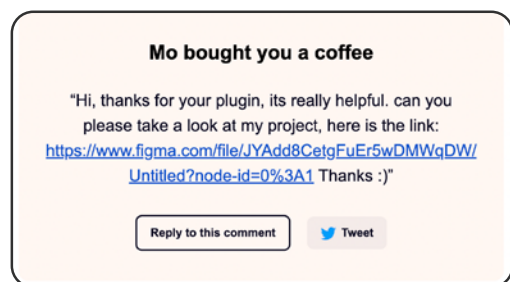 Mo bought you a coffee
“Hi, thanks for your plugin, its really helpful. can you
please take a look at my project, here is the link:
https://www.figma.com/file/JYAdd8CetgFuEr5wDMWqDW/
Untitled?node-id=0%3A1 Thanks :)”
Reply to this comment Tweet